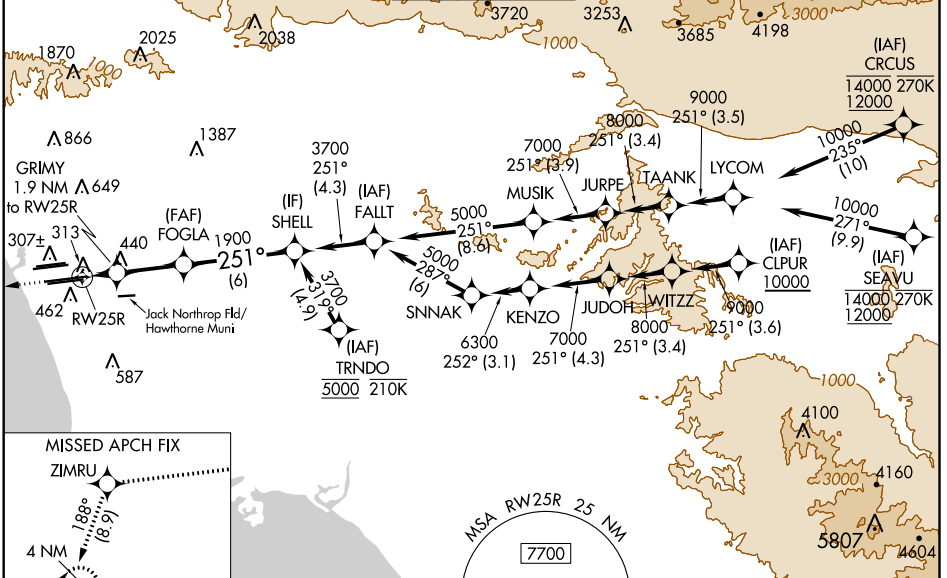 3720
3253
3685
4198
3000
1000
2038
2025
1870
1000
(IAF)
CRCUS
14000 270K
12000
866
1387
GRIMY
1.9 NM
to RW25R
649
313
307±
440
462
RW25R
Jack Northrop Fld/
Hawthorne Muni
587
(FAF)
FOGLA
1900
251°
(6)
(IF)
SHELL
3700
251°
(4.3)
(IAF)
FALLT
5000
251°
(8.6)
MUSIK
7000
251° (3.9)
JURPE
8000
251° (3.4)
TAANK
9000
251° (3.5)
LYCOM
10000
235°
(10)
10000
271°
(9.9)
(IAF)
SEAVU
14000 270K
12000
(IAF)
CLPUR
10000
9000
251° (3.6)
WITZZ
8000
251° (3.4)
JUDOH
7000
251° (4.3)
KENZO
6300
252° (3.1)
SNNAK
5000
287°
(6)
3700
319°
(4.9)
(IAF)
TRNDO
5000 210K
1000
4100
3000
4160
5807
4604
MISSED APCH FIX
ZIMRU
188°
(8.9)
4 NM
MSA RW25R 25 NM
7700